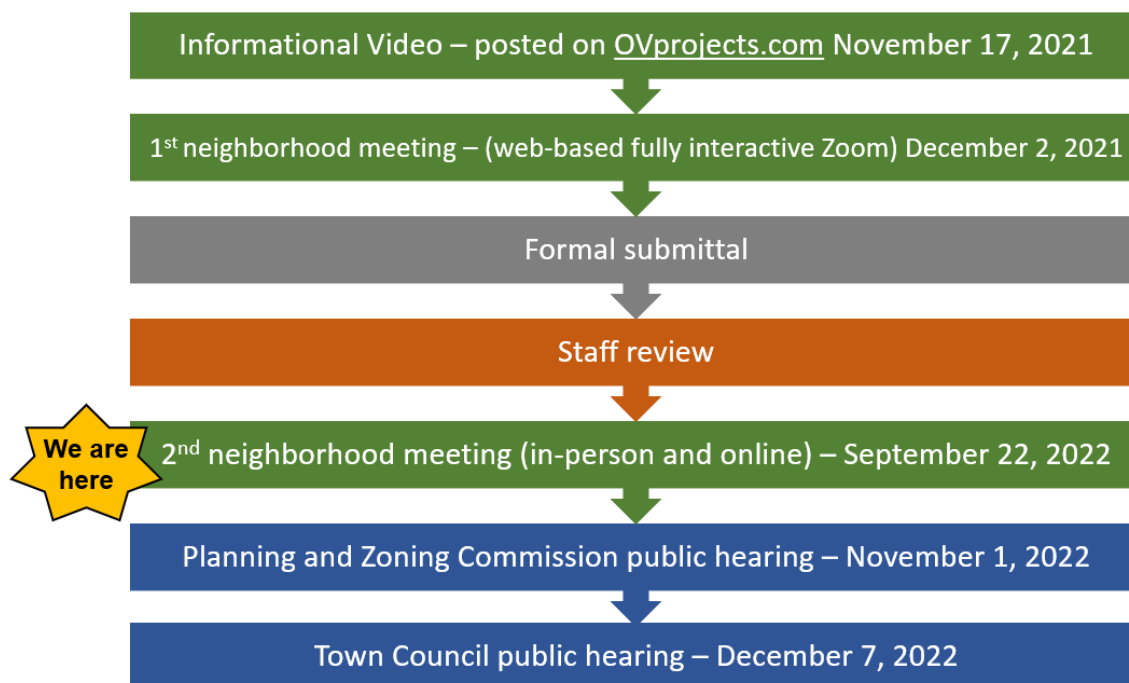 Informational Video – posted on OVprojects.com November 17, 2021
1st neighborhood meeting – (web-based fully interactive Zoom) December 2, 2021
Formal submittal
Staff review
We are
here
2nd neighborhood meeting (in-person and online) – September 22, 2022
Planning and Zoning Commission public hearing – November 1, 2022
Town Council public hearing – December 7, 2022